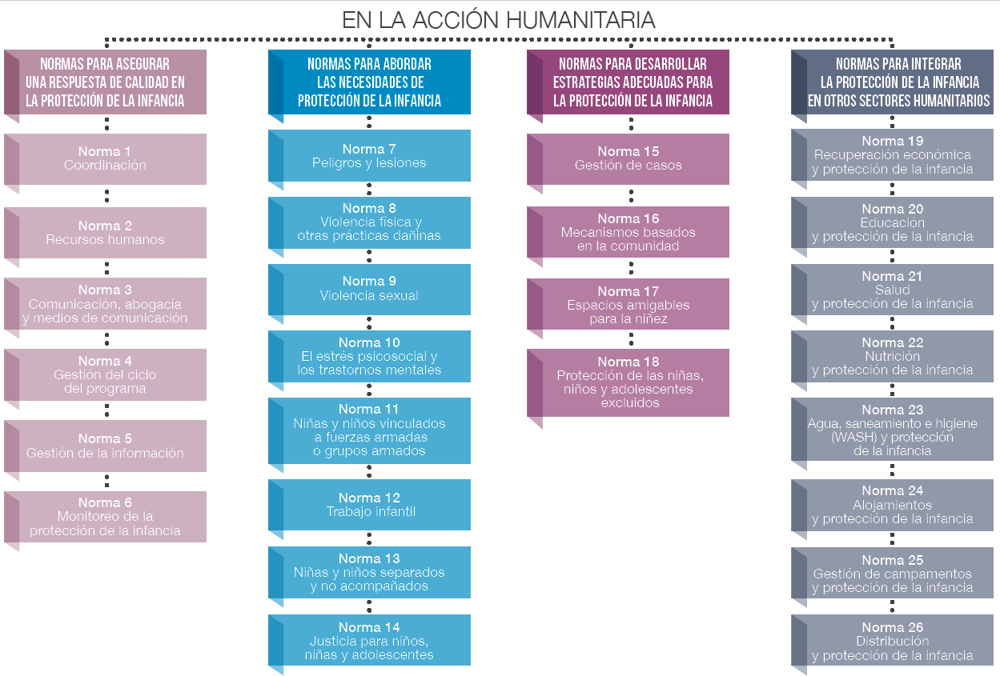 EN LA ACCIÓN HUMANITARIA
NORMAS PARA ASEGURAR
UNA RESPUESTA DE CALIDAD EN
LA PROTECCIÓN DE LA INFANCIA
Norma 1
Coordinación
Norma 2
Recursos humanos
Norma 3
Comunicación, abogacía
y medios de comunicación
Norma 4
Gestión del ciclo
del programa
Norma 5
Gestión de la información
Norma 6
Monitoreo de la
protección de la infancia
NORMAS PARA ABORDAR
LAS NECESIDADES DE
PROTECCIÓN DE LA INFANCIA
Norma 7
Peligros y lesiones
Norma 8
Violencia física y
otras prácticas dañinas
Norma 9
Violencia sexual
Norma 10
El estrés psicosocial y
los trastornos mentales
Norma 11
Niñas y niños vinculados
a fuerzas armadas
o grupos armados
Norma 12
Trabajo infantil
Norma 13
Niñas y niños separados
y no acompañados
Norma 14
Justicia para niños,
niñas y adolescentes
NORMAS PARA DESARROLLAR
ESTRATEGIAS ADECUADAS PARA
LA PROTECCIÓN DE LA INFANCIA
Norma 15
Gestión de casos
Norma 16
Mecanismos basados
en la comunidad
Norma 17
Espacios amigables
para la niñez
Norma 18
Protección de las niñas,
niños y adolescentes
excluidos
NORMAS PARA INTEGRAR
LA PROTECCIÓN DE LA INFANCIA
EN OTROS SECTORES HUMANITARIOS
Norma 19
Recuperación económica
y protección de la infancia
Norma 20
Educación
y protección de la infancia
Norma 21
Salud
y protección de la infancia
Norma 22
Nutrición
y protección de la infancia
Norma 23
Agua, saneamiento e higiene
(WASH) y protección
de la infancia
Norma 24
Alojamientos
y protección de la infancia
Norma 25
Gestión de campamentos
y protección de la infancia
Norma 26
Distribución
y protección de la infancia